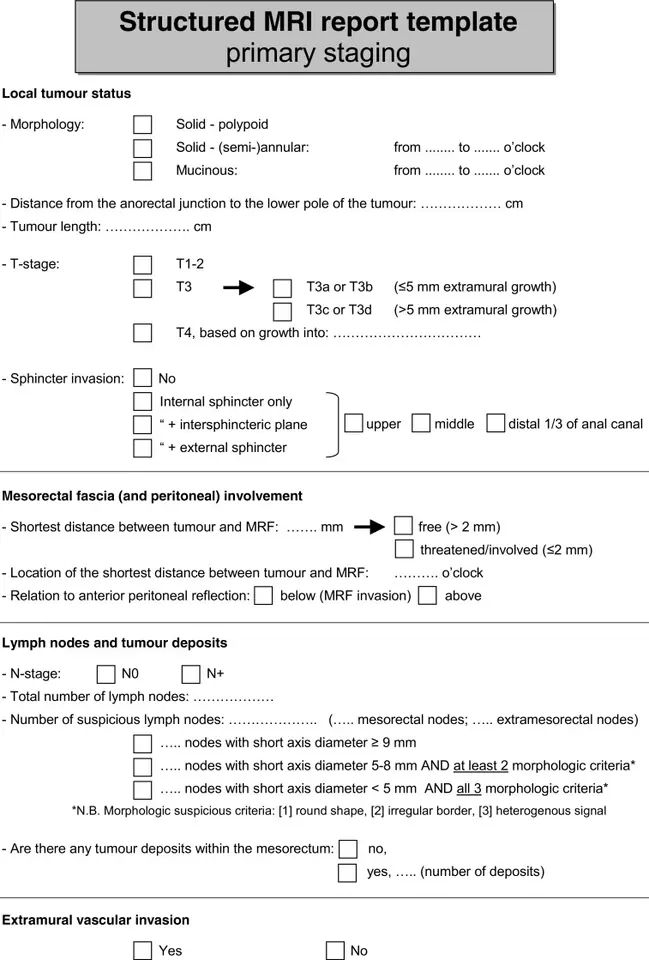 Structured MRI report template
primary staging
Local tumour status
- Morphology: Solid - polypoid
Solid - (semi-)annular: from ........ to ....... o’clock
Mucinous: from ........ to ....... o’clock
- Distance from the anorectal junction to the lower pole of the tumour: ……………… cm
- Tumour length: ………………. cm
- T-stage: T1-2
T3 T3a or T3b (≤5 mm extramural growth)
T3c or T3d (>5 mm extramural growth)
T4, based on growth into: ……………………………
- Sphincter invasion: No
Internal sphincter only
“ + intersphincteric plane upper middle distal 1/3 of anal canal
“ + external sphincter
Mesorectal fascia (and peritoneal) involvement
- Shortest distance between tumour and MRF: ……. mm free (> 2 mm)
threatened/involved (≤2 mm)
- Location of the shortest distance between tumour and MRF: ………. o’clock
- Relation to anterior peritoneal reflection: below (MRF invasion) above
Lymph nodes and tumour deposits
- N-stage: N0 N+
- Total number of lymph nodes: ………………
- Number of suspicious lymph nodes: ……………….. (….. mesorectal nodes; ….. extramesorectal nodes)
….. nodes with short axis diameter ≥ 9 mm
….. nodes with short axis diameter 5-8 mm AND at least 2 morphologic criteria*
….. nodes with short axis diameter < 5 mm AND all 3 morphologic criteria*
*N.B. Morphologic suspicious criteria: [1] round shape, [2] irregular border, [3] heterogenous signal
- Are there any tumour deposits within the mesorectum: no,
yes, ….. (number of deposits)
Extramural vascular invasion
Yes No